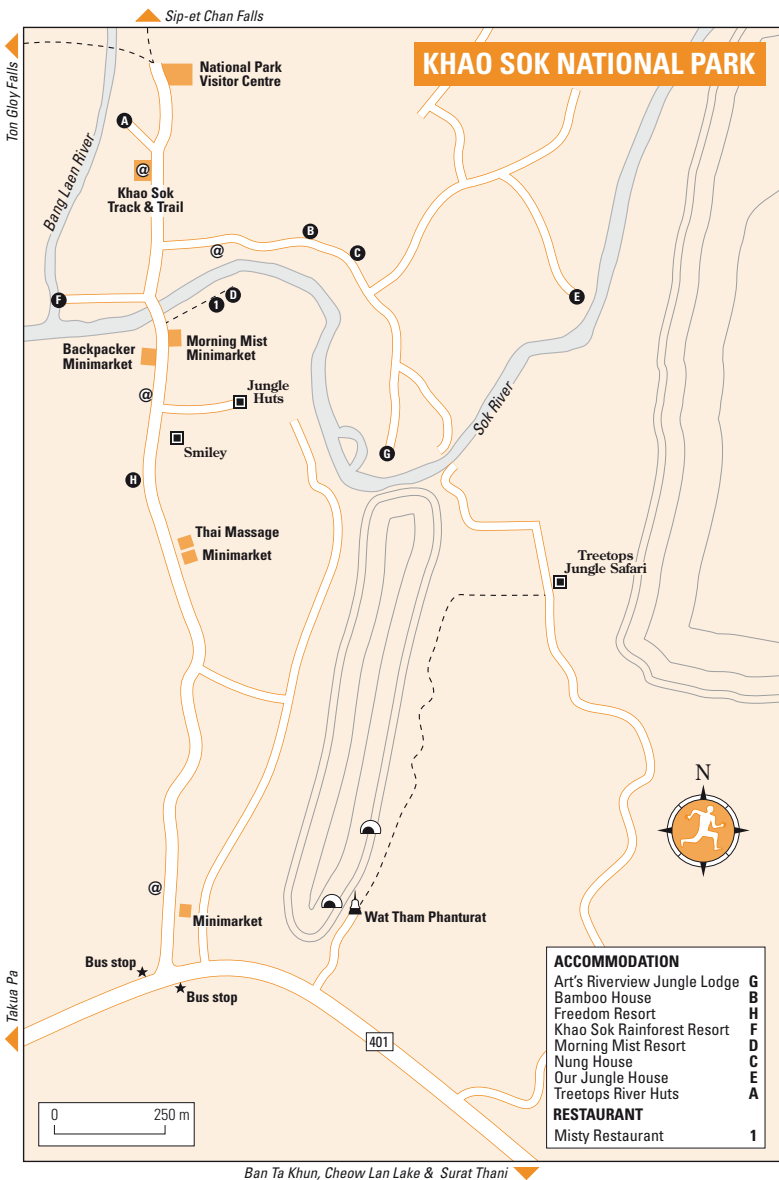 Sip-et Chan Falls
KHAO SOK NATIONAL PARK
Ton Gloy Falls
National Park
Visitor Centre
A
@
Khao Sok
Track & Trail
Bang Laen River
B
@
C
D
1
E
F
Morning Mist
Minimarket
Backpacker
Minimarket
@
Jungle
Huts
Sok River
Smiley
G
H
Thai Massage
Minimarket
Treetops
Jungle Safari
N
@
Minimarket
Wat Tham Phanturat
Bus stop
Bus stop
Takua Pa
401
ACCOMMODATION
Art's Riverview Jungle Lodge G
Bamboo House B
Freedom Resort H
Khao Sok Rainforest Resort F
Morning Mist Resort D
Nung House C
Our Jungle House E
Treetops River Huts A
RESTAURANT
Misty Restaurant 1
0 250 m
Ban Ta Khun, Cheow Lan Lake & Surat Thani